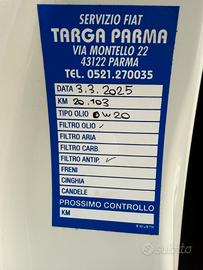 SERVIZIO FIAT
TARGA PARMA
VIA MONTELLO 22
43122 PARMA
TEL. 0521.270035
DATA 3.3.2025
KM 20.103
TIPO OLIO 0W20
FILTRO OLIO ✓
FILTRO ARIA
FILTRO CARB.
FILTRO ANTIP. ✓
FRENI
CINGHIA
CANDELE
PROSSIMO CONTROLLO
KM
subito